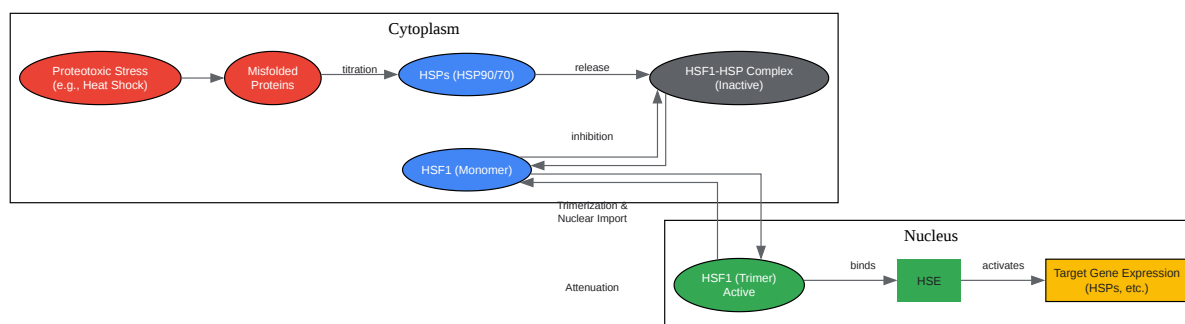 Cytoplasm
Proteotoxic Stress
(e.g., Heat Shock)
Misfolded
Proteins
titration
HSPs (HSP90/70)
release
HSF1-HSP Complex
(Inactive)
inhibition
HSF1 (Monomer)
Trimerization &
Nuclear Import
Nucleus
HSF1 (Trimer)
Active
binds
HSE
activates
Target Gene Expression
(HSPs, etc.)
Attenuation